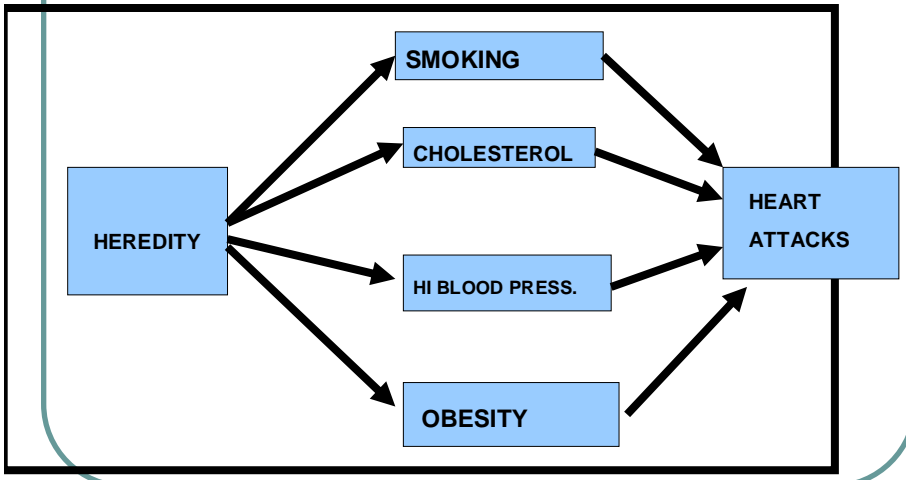 SMOKING
CHOLESTEROL
HEREDITY
HEART
ATTACKS
HI BLOOD PRESS.
OBESITY